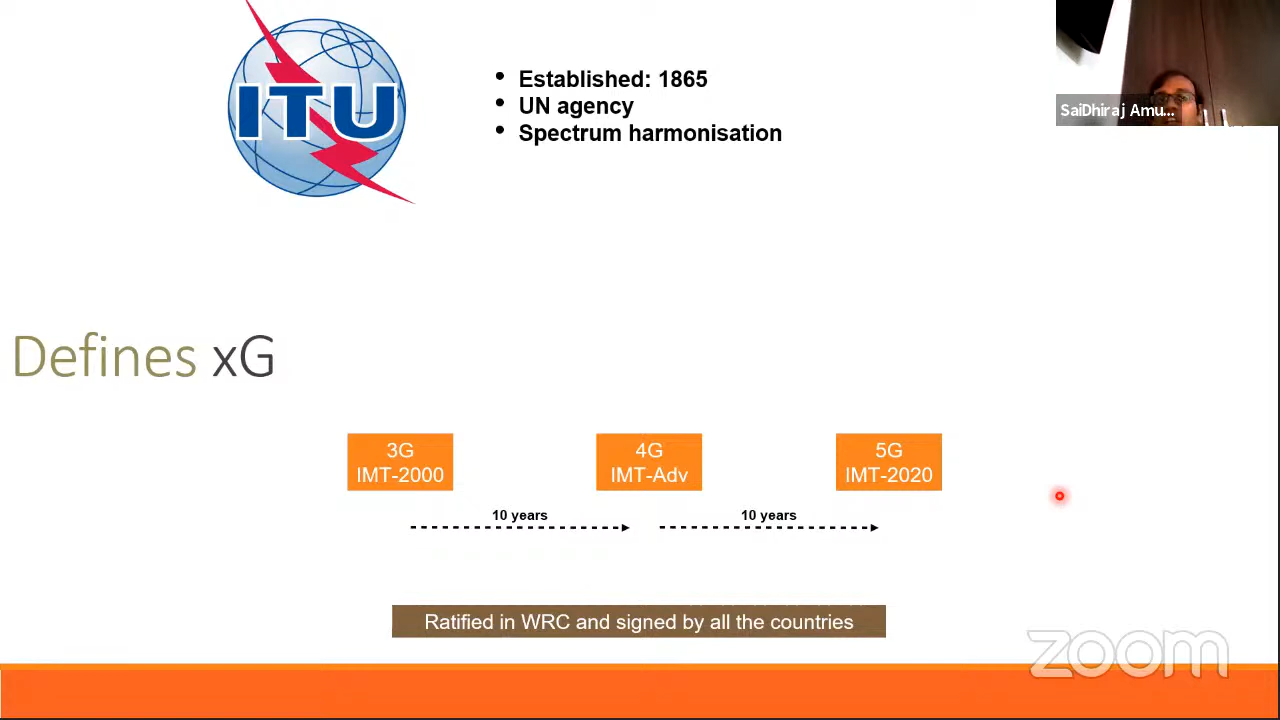 ITU
Established: 1865
UN agency
Spectrum harmonisation
SaiDhiraj Amu...
Defines xG
3G
IMT-2000
4G
IMT-Adv
5G
IMT-2020
10 years
10 years
Ratified in WRC and signed by all the countries
zoom